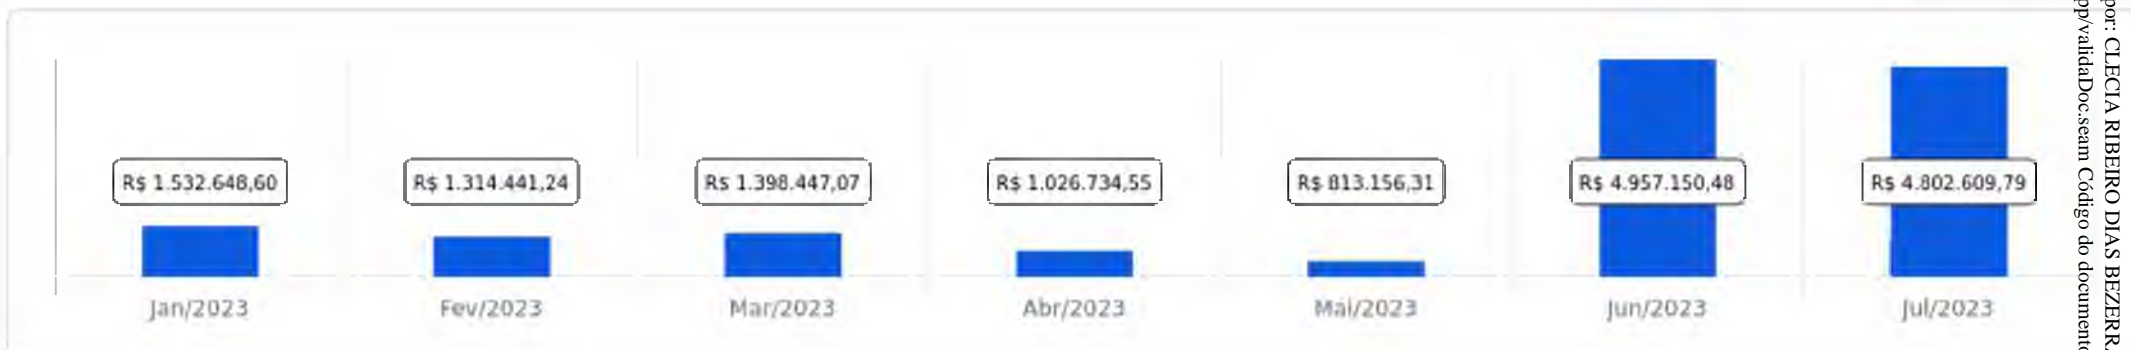 R$ 1.532.648,60
R$ 1.314.441,24
R$ 1.398.447,07
R$ 1.026.734,55
R$ 813.156,31
R$ 4.957.150,48
R$ 4.802.609,79
Jan/2023
Fev/2023
Mar/2023
Abr/2023
Mai/2023
Jun/2023
Jul/2023
por: CLECIA RIBEIRO DIAS BEZERR
pp/validaDoc.seam Código do documento